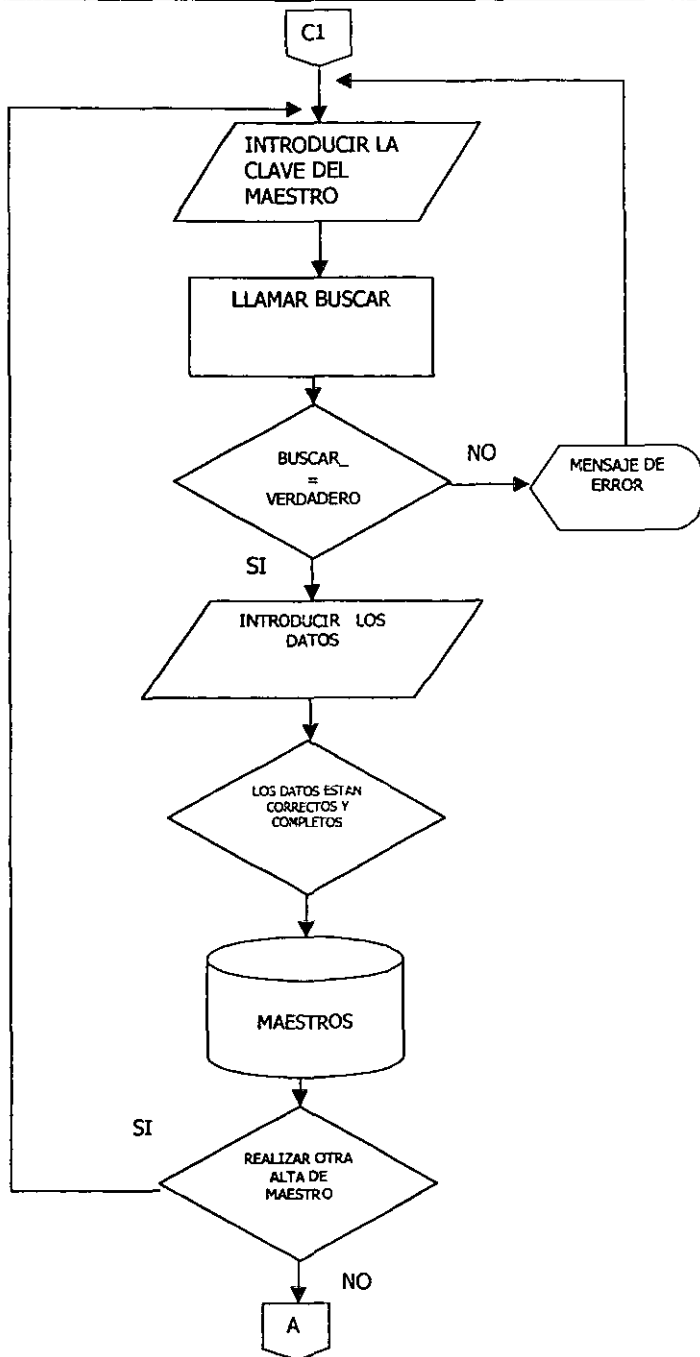 C1
INTRODUCIR LA
CLAVE DEL
MAESTRO
LLAMAR BUSCAR
BUSCAR_
=
VERDADERO
NO
MENSAJE DE
ERROR
SI
INTRODUCIR LOS
DATOS
LOS DATOS ESTAN
CORRECTOS Y
COMPLETOS
MAESTROS
SI
REALIZAR OTRA
ALTA DE
MAESTRO
NO
A